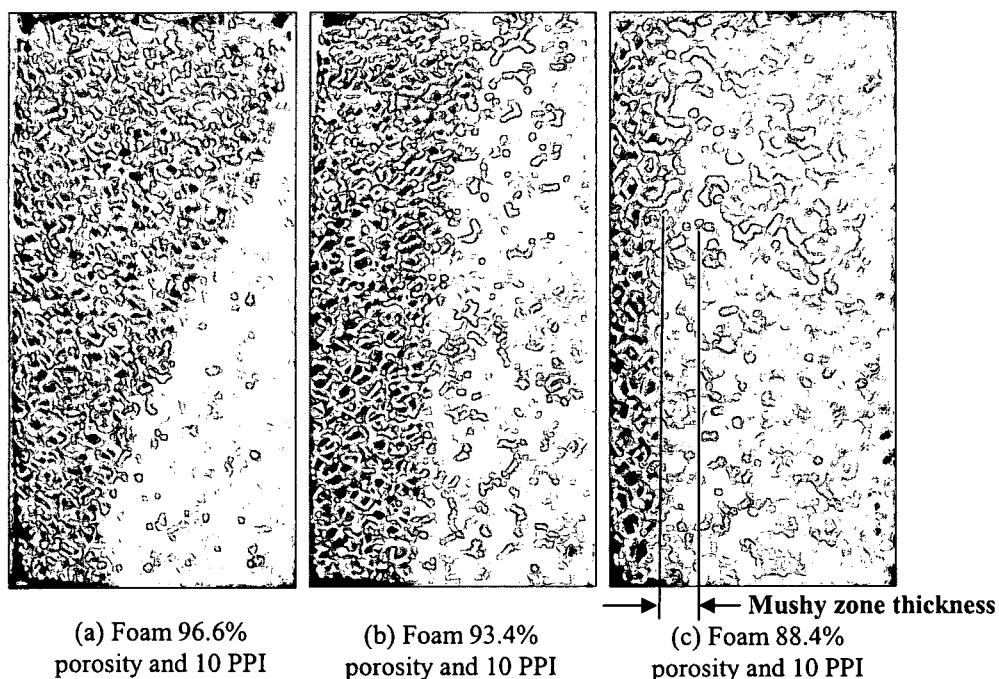 Mushy zone thickness
(a) Foam 96.6%
porosity and 10 PPI
(b) Foam 93.4%
porosity and 10 PPI
(c) Foam 88.4%
porosity and 10 PPI